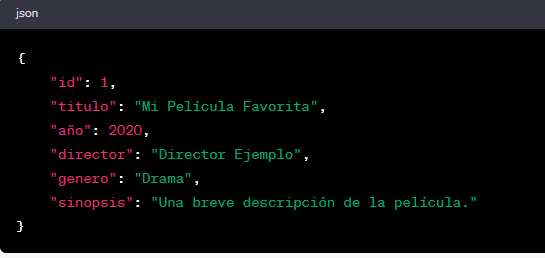 json
{
"id": 1,
"titulo": "Mi Película Favorita",
"año": 2020,
"director": "Director Ejemplo",
"genero": "Drama",
"sinopsis": "Una breve descripción de la película."
}